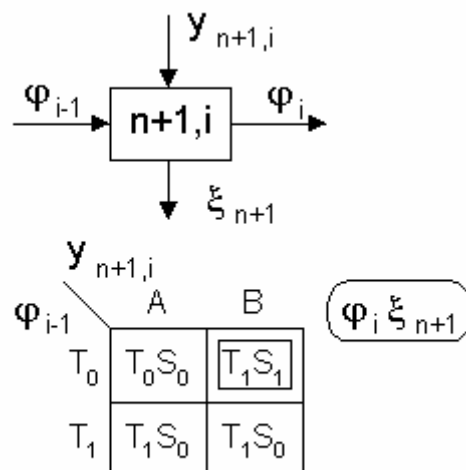 y n+1,i
φ i-1 n+1,i φ i
ξ n+1
y n+1,i
φ i-1 A B φ i ξ n+1
T0 T0S0 T1S1
T1 T1S0 T1S0